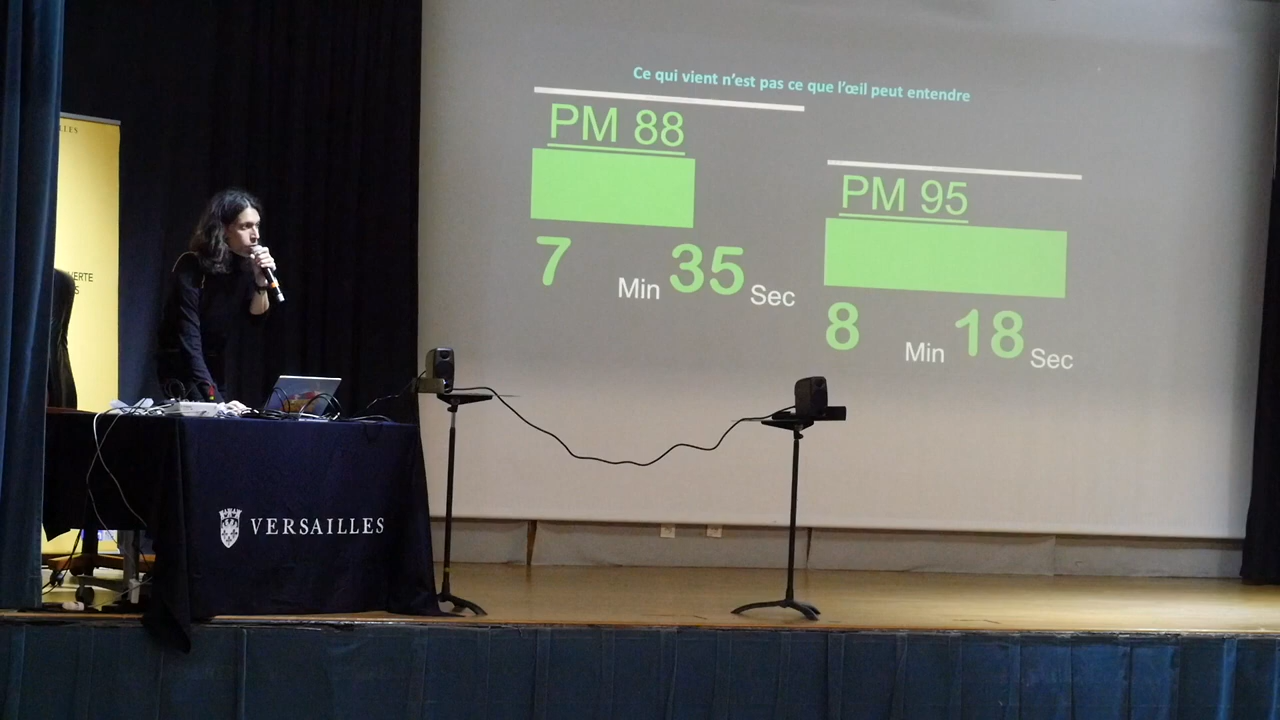 Ce qui vient n'est pas ce que l'œil peut entendre
PM 88
7 Min 35 Sec
PM 95
8 Min 18 Sec
VERSAILLES